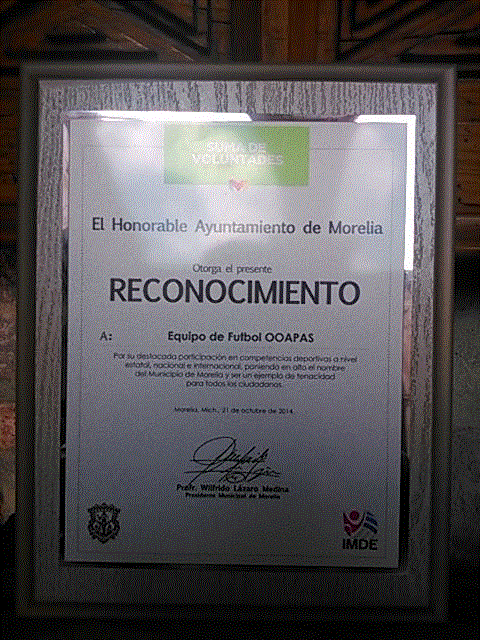 SUMA DE
VOLUNTADES
El Honorable Ayuntamiento de Morelia
Otorga el presente
RECONOCIMIENTO
A: Equipo de Futbol OOAPAS
Por su destacada participación en competencias deportivas a nivel
estatal, nacional e internacional, poniendo en alto el nombre
del Municipio de Morelia y ser un ejemplo de tenacidad
para todos los ciudadanos.
Morelia, Mich., 21 de octubre de 2014
Profr. Wilfrido Lázaro Medina
Presidente Municipal de Morelia
IMDE